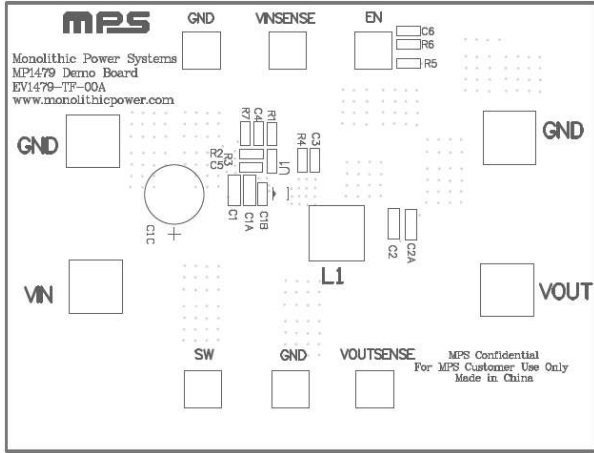 mps
GND
VINSENSE
EN
C6
R6
R5
Monolithic Power Systems
MP1479 Demo Board
EV1479-TF-00A
www.monolithicpower.com
GND
GND
R7
C4
R1
R2
R3
C5
U1
R4
C3
C1
C1A
C1B
C1C
+
L1
C2
C2A
VIN
VOUT
SW
GND
VOUTSENSE
MPS Confidential
For MPS Customer Use Only
Made in China